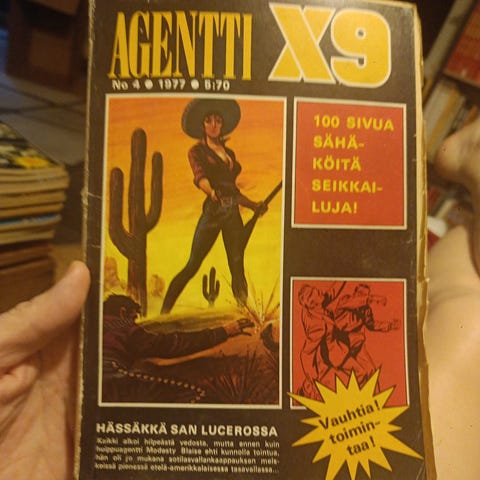 AGENTTI X9
No 4 ● 1977 ● 5:70
100 SIVUA
SÄHÄ-
KÖITÄ
SEIKKAI-
LUJA!
Vauhtia!
toimin-
taa!
HÄSSÄKKÄ SAN LUCEROSSA
Kaikki alkoi hilpeästä vedosta, mutta ennen kuin
huippuagentti Modesty Blaise ehti kunnolla tointua,
hän oli jo mukana sotilasvallankaappauksen mels-
keissä pienessä etelä-amerikkalaisessa tasavallassa...